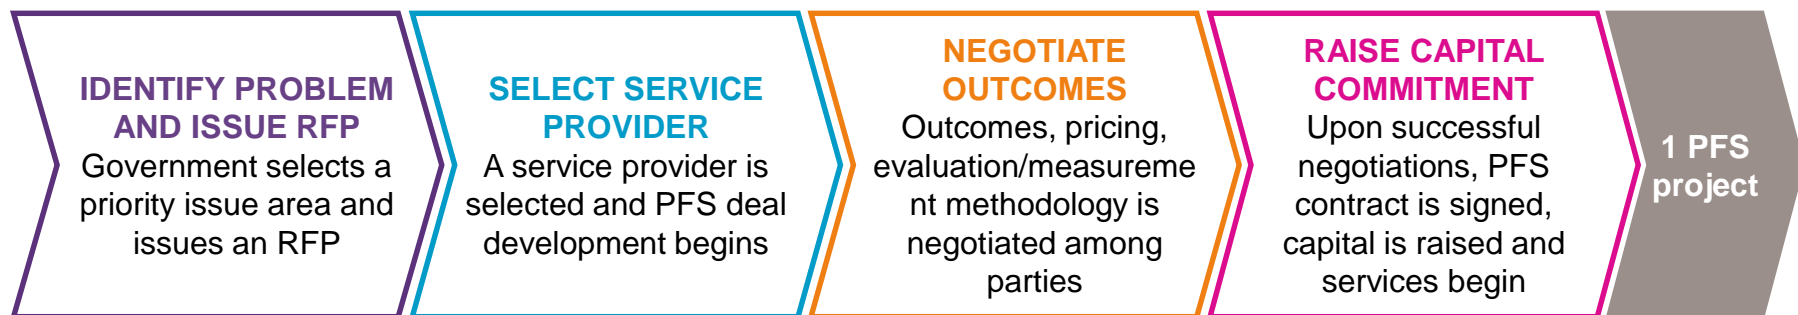 IDENTIFY PROBLEM
AND ISSUE RFP
Government selects a
priority issue area and
issues an RFP
SELECT SERVICE
PROVIDER
A service provider is
selected and PFS deal
development begins
NEGOTIATE
OUTCOMES
Outcomes, pricing,
evaluation/measureme
nt methodology is
negotiated among
parties
RAISE CAPITAL
COMMITMENT
Upon successful
negotiations, PFS
contract is signed,
capital is raised and
services begin
1 PFS
project